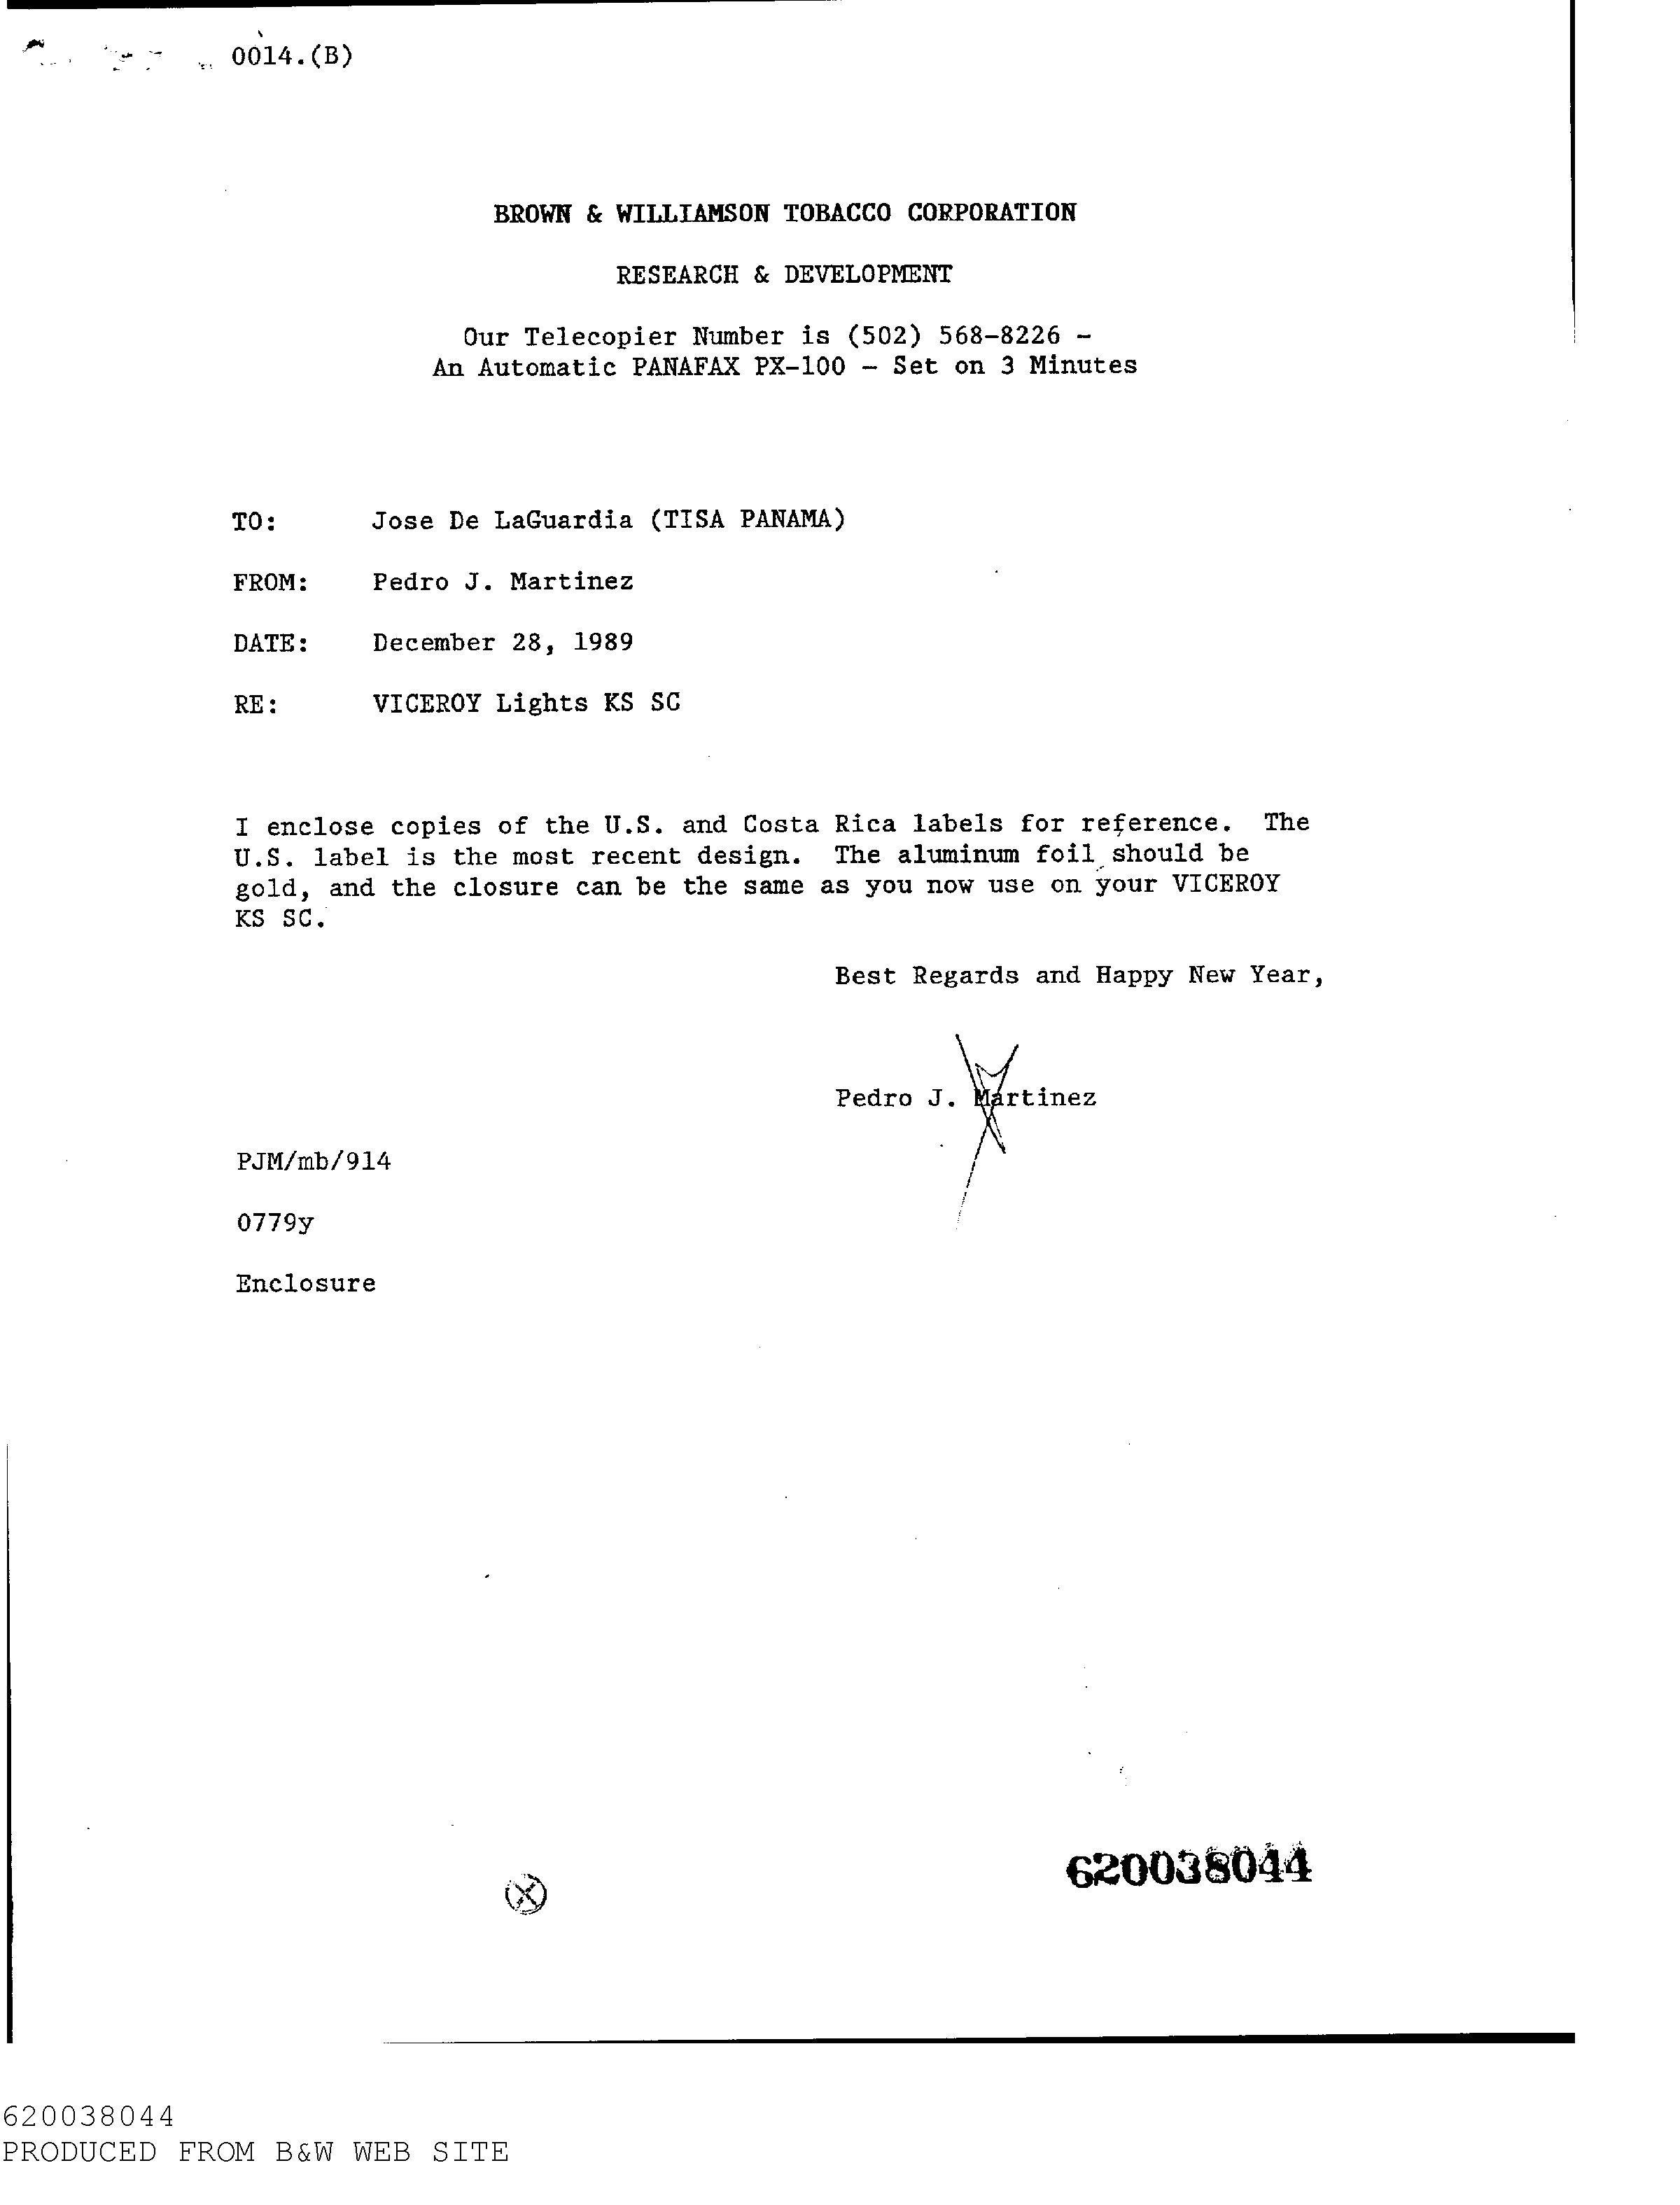 0014.(B)
BROWN & WILLIAMSON TOBACCO CORPORATION
RESEARCH & DEVELOPMENT
Our Telecopier Number is (502) 568-8226 -
An Automatic PANAFAX PX-100 - Set on 3 Minutes
TO: Jose De LaGuardia (TISA PANAMA)
FROM: Pedro J. Martinez
DATE: December 28, 1989
RE: VICEROY Lights KS SC
I enclose copies of the U.S. and Costa Rica labels for reference. The
U.S. label is the most recent design. The aluminum foil should be
gold, and the closure can be the same as you now use on your VICEROY
KS SC.
Best Regards and Happy New Year,
Pedro J. Martinez
PJM/mb/914
0779y
Enclosure
620038044
620038044
PRODUCED FROM B&W WEB SITE